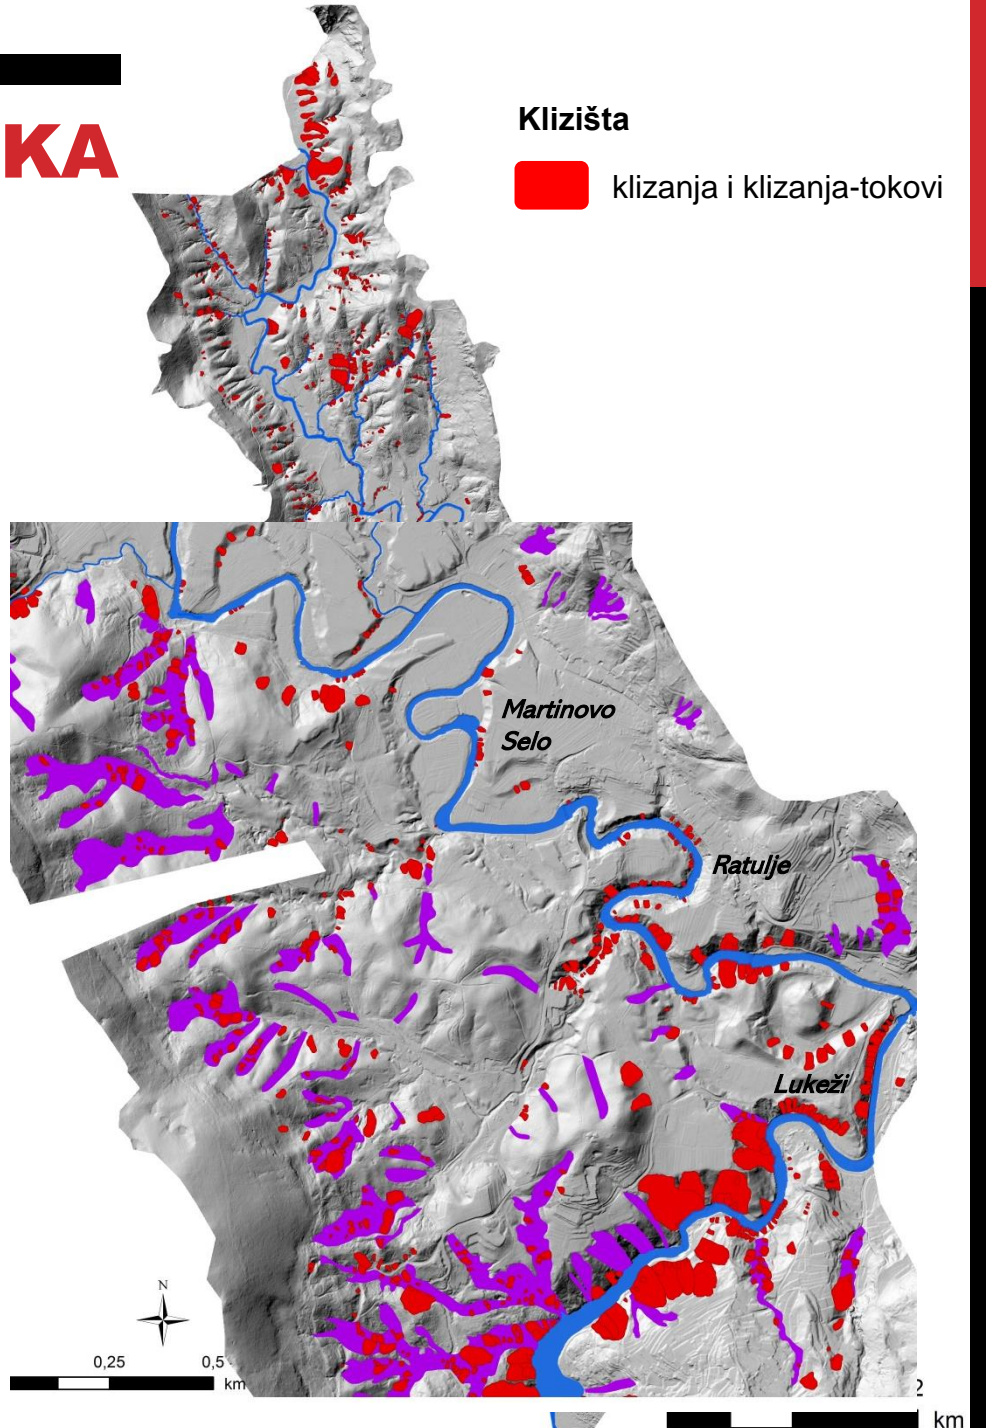 KA
Klizišta
klizanja i klizanja-tokovi
Martinovo
Selo
Ratulje
Lukeži
N
0,25 0,5
km
2
km